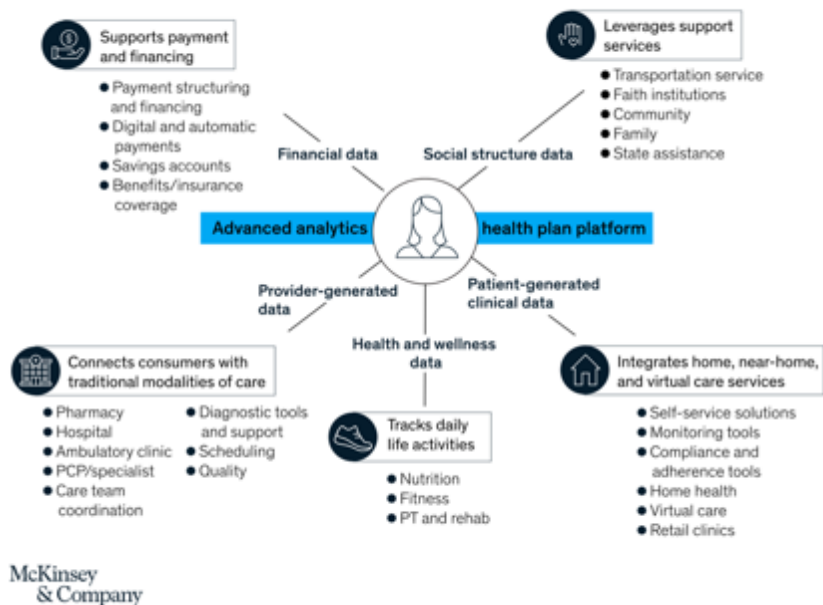 Supports payment
and financing
Payment structuring
and financing
Digital and automatic
payments
Savings accounts
Benefits/insurance
coverage
Leverages support
services
Transportation service
Faith institutions
Community
Family
State assistance
Financial data
Social structure data
Advanced analytics
health plan platform
Provider-generated
data
Patient-generated
clinical data
Health and wellness
data
Connects consumers with
traditional modalities of care
Pharmacy
Hospital
Ambulatory clinic
PCP/specialist
Care team
coordination
Diagnostic tools
and support
Scheduling
Quality
Tracks daily
life activities
Nutrition
Fitness
PT and rehab
Integrates home, near-home,
and virtual care services
Self-service solutions
Monitoring tools
Compliance and
adherence tools
Home health
Virtual care
Retail clinics
McKinsey
& Company